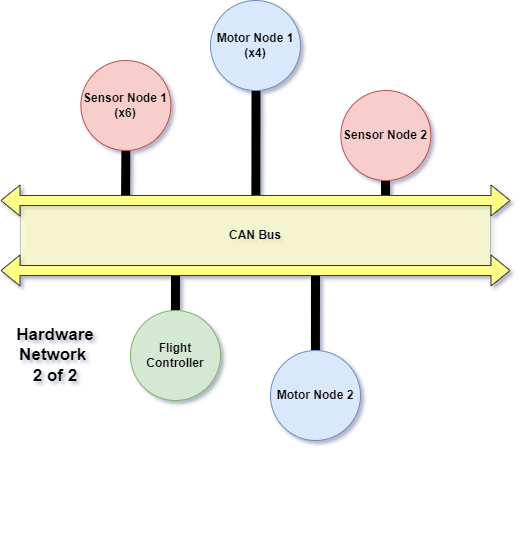 Motor Node 1
(x4)
Sensor Node 1
(x6)
Sensor Node 2
CAN Bus
Flight
Controller
Hardware
Network
2 of 2
Motor Node 2